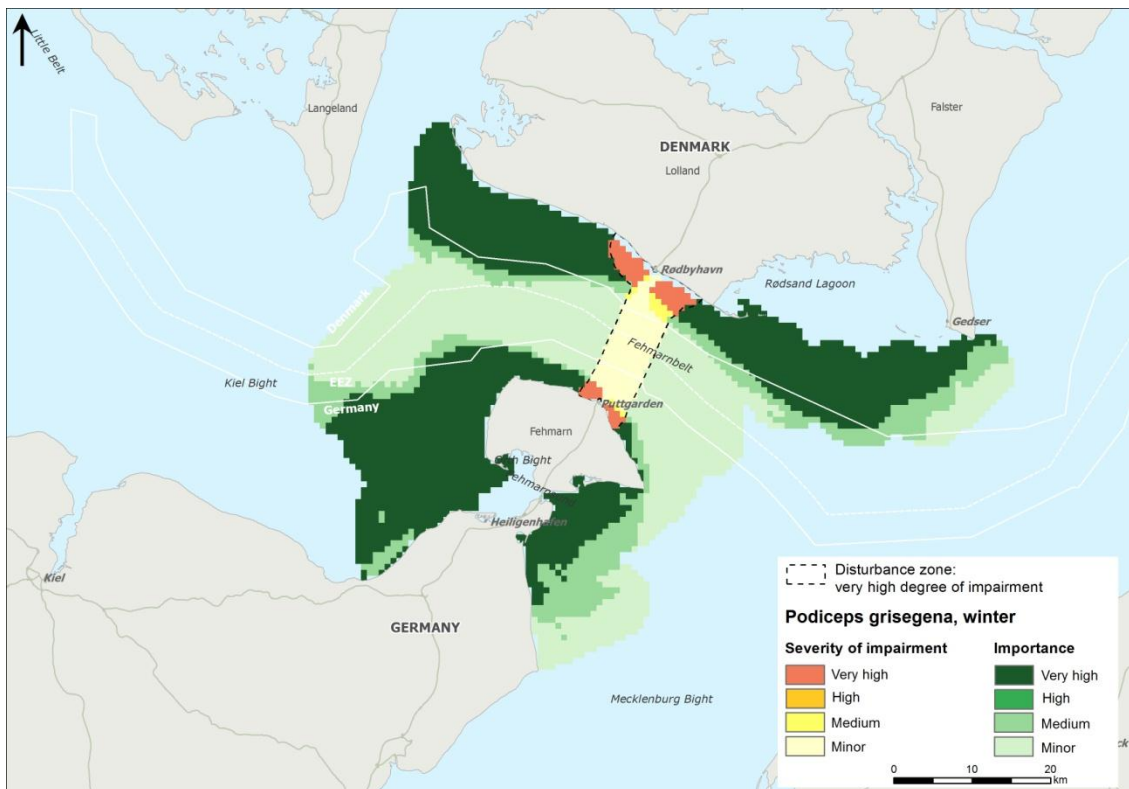 Little Belt
Langeland
DENMARK
Lolland
Falster
Rødbyhavn
Rødsand Lagoon
Gedser
Denmark
EEZ
Germany
Kiel Bight
Fehmarnbelt
Puttgarden
Fehmarn
Bight
Heiligenhafen
Kiel
GERMANY
Mecklenburg Bight
Disturbance zone:
very high degree of impairment
Podiceps grisegena, winter
Severity of impairment
Very high
High
Medium
Minor
Importance
Very high
High
Medium
Minor
0 10 20
km